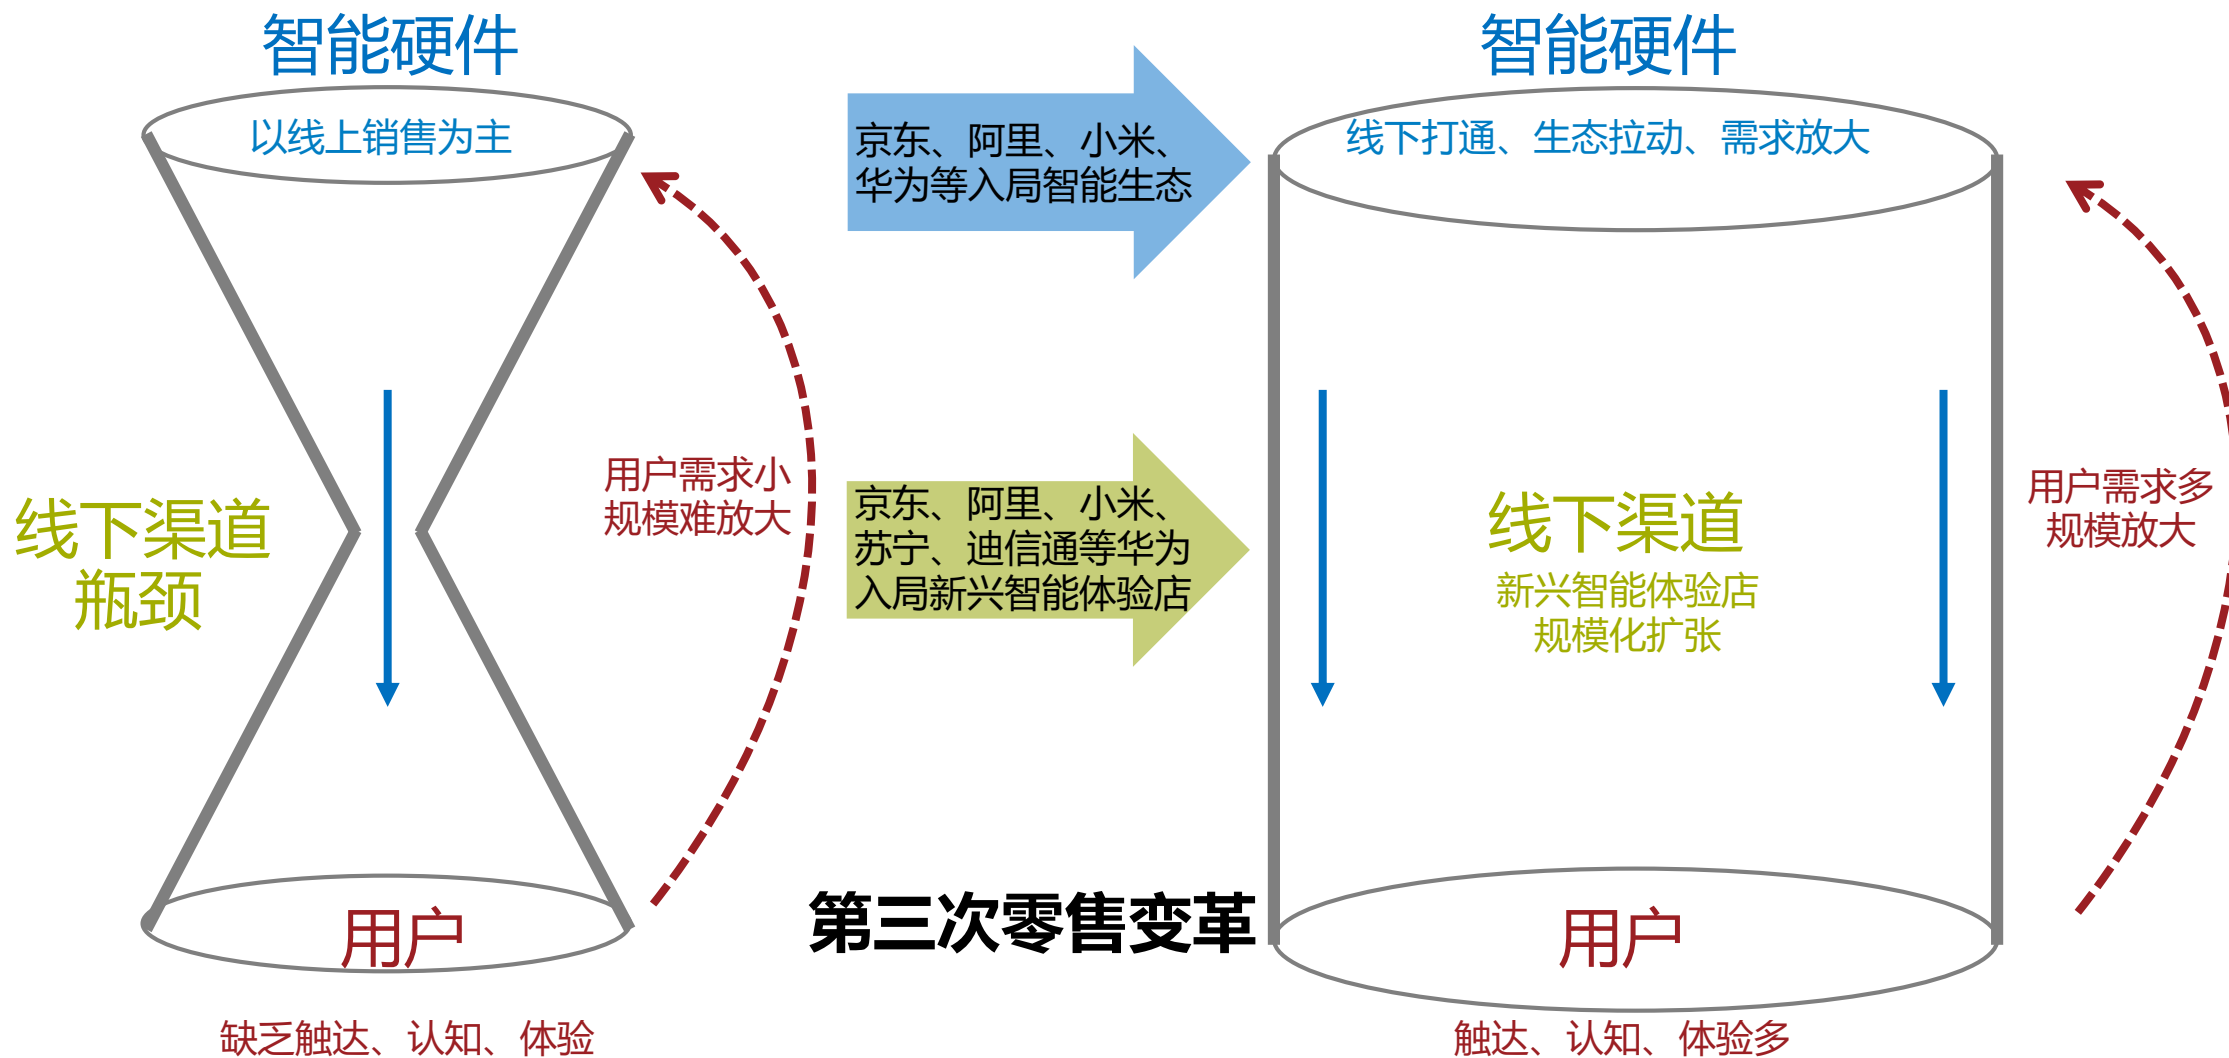 智能硬件
以线上销售为主
线下渠道
瓶颈
用户需求小
规模难放大
用户
缺乏触达、认知、体验
京东、阿里、小米、
华为等入局智能生态
京东、阿里、小米、
苏宁、迪信通等华为
入局新兴智能体验店
第三次零售变革
智能硬件
线下打通、生态拉动、需求放大
线下渠道
新兴智能体验店
规模化扩张
用户需求多
规模放大
用户
触达、认知、体验多